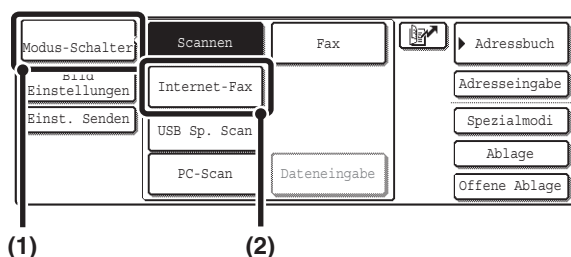 Modus-Schalter
Scannen
Fax
Adressbuch
Bild
Einstellungen
Internet-Fax
Adresseingabe
Einst. Senden
USB Sp. Scan
Spezialmodi
PC-Scan
Dateneingabe
Ablage
Offene Ablage
(1)
(2)